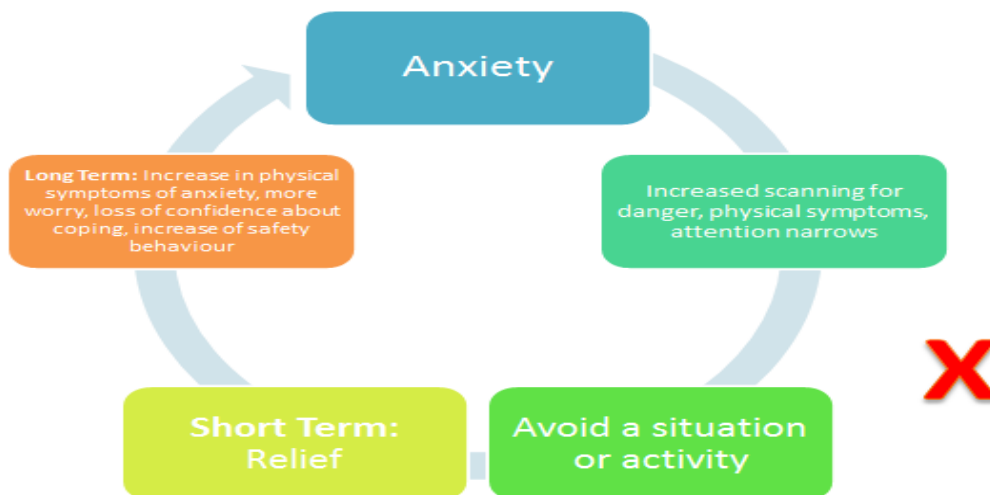 Anxiety
Increased scanning for
danger, physical symptoms,
attention narrows
Avoid a situation
or activity
Short Term:
Relief
Long Term: Increase in physical
symptoms of anxiety, more
worry, loss of confidence about
coping, increase of safety
behaviour
X